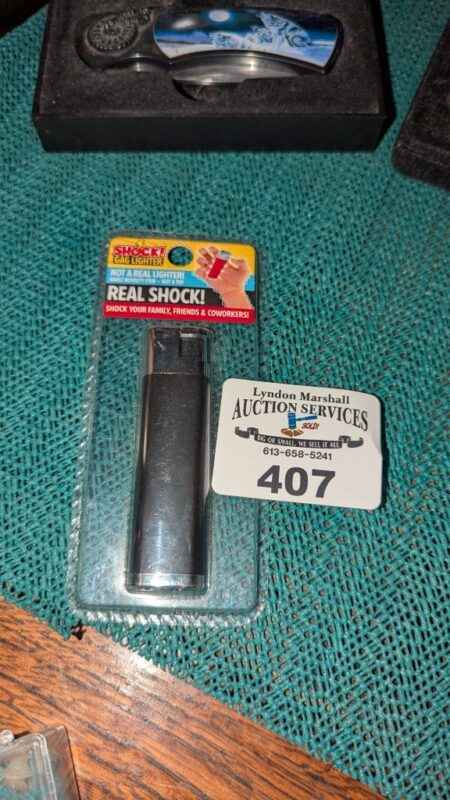 SHOCK!
GAG LIGHTER
NOT A REAL LIGHTER!
REAL SHOCK!
SHOCK YOUR FAMILY, FRIENDS & COWORKERS!
Lyndon Marshall
AUCTION SERVICES
SOLD!
BIG OR SMALL, WE SELL IT ALL
613-658-5241
407